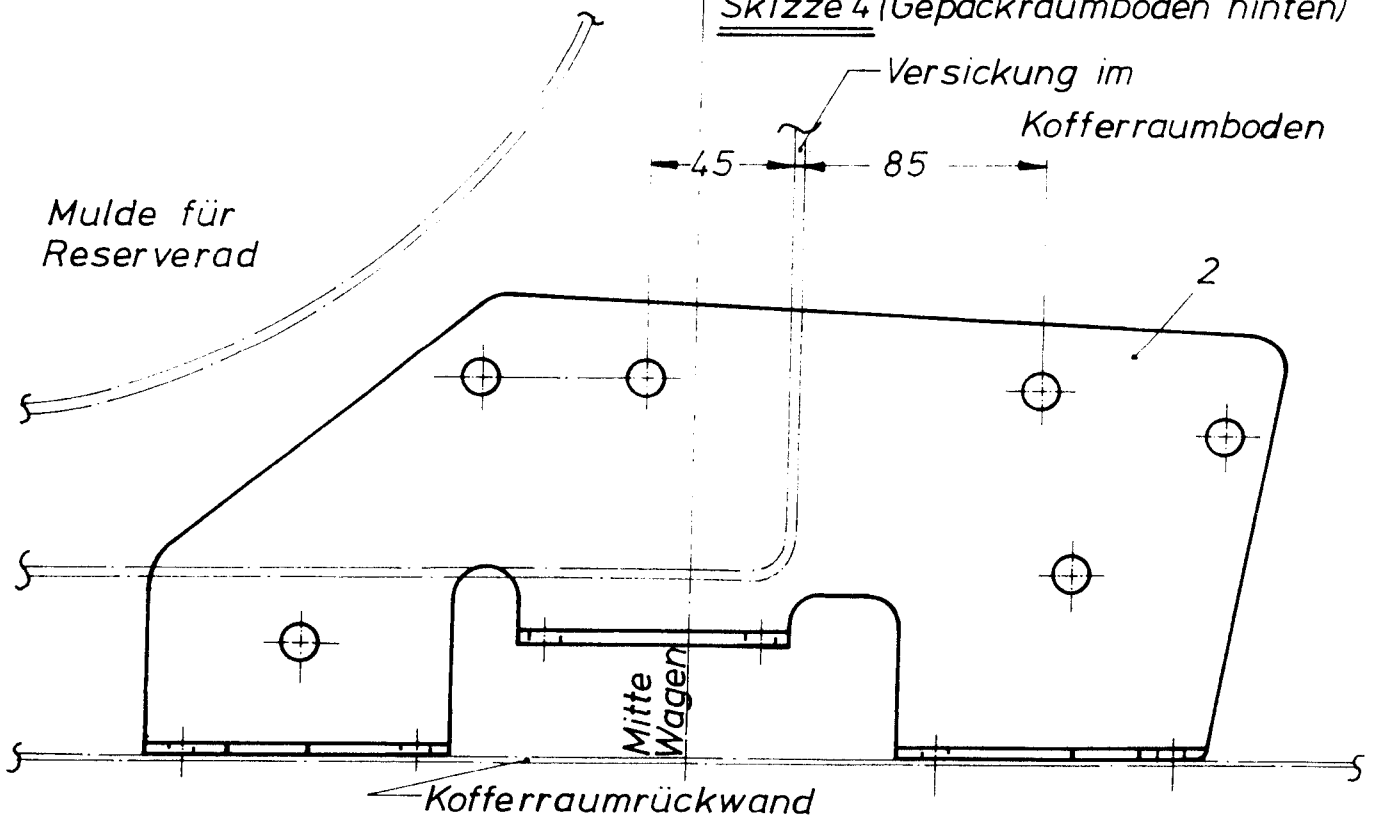 Skizze 4 (Gepäckraumboden hinten)
Versickung im
Kofferraumboden
45
85
Mulde für
Reserverad
2
Mitte
Wagen
Kofferraumrückwand